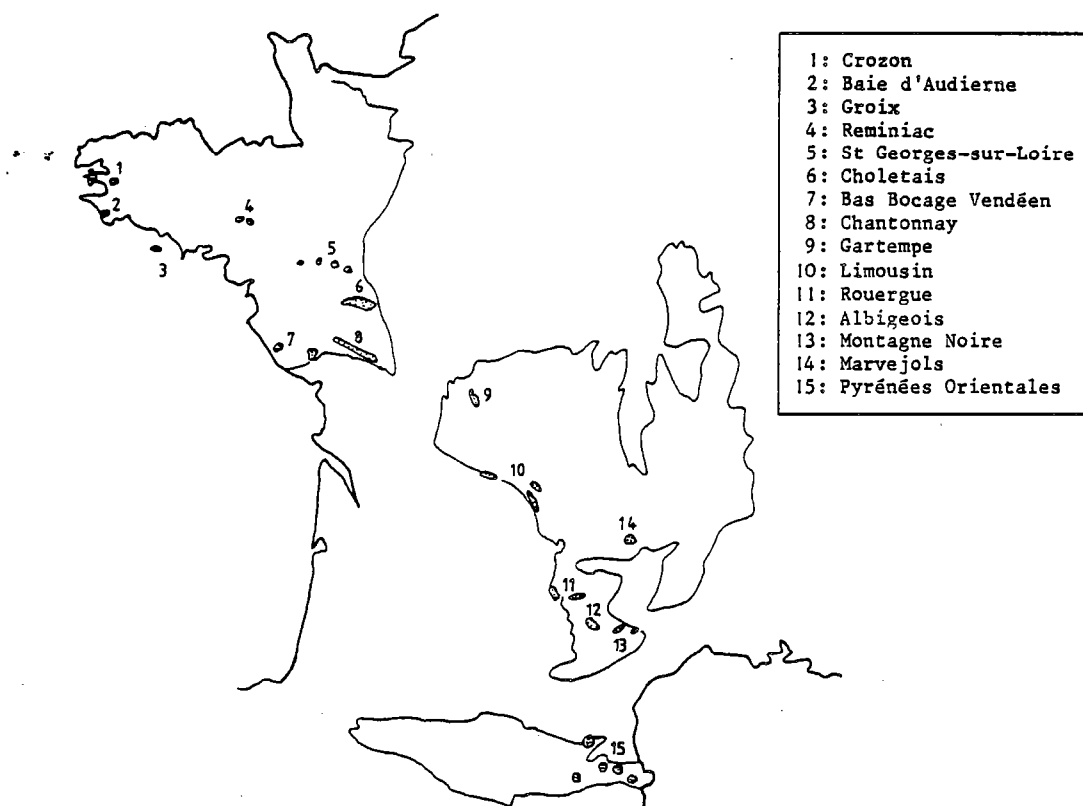 1: Crozon
2: Baie d'Audierne
3: Groix
4: Reminiac
5: St Georges-sur-Loire
6: Choletais
7: Bas Bocage Vendéen
8: Chantonnay
9: Gartempe
10: Limousin
11: Rouergue
12: Albigeois
13: Montagne Noire
14: Marvejols
15: Pyrénées Orientales
1
2
4
3
5
6
7
8
9
10
14
11
12
13
15